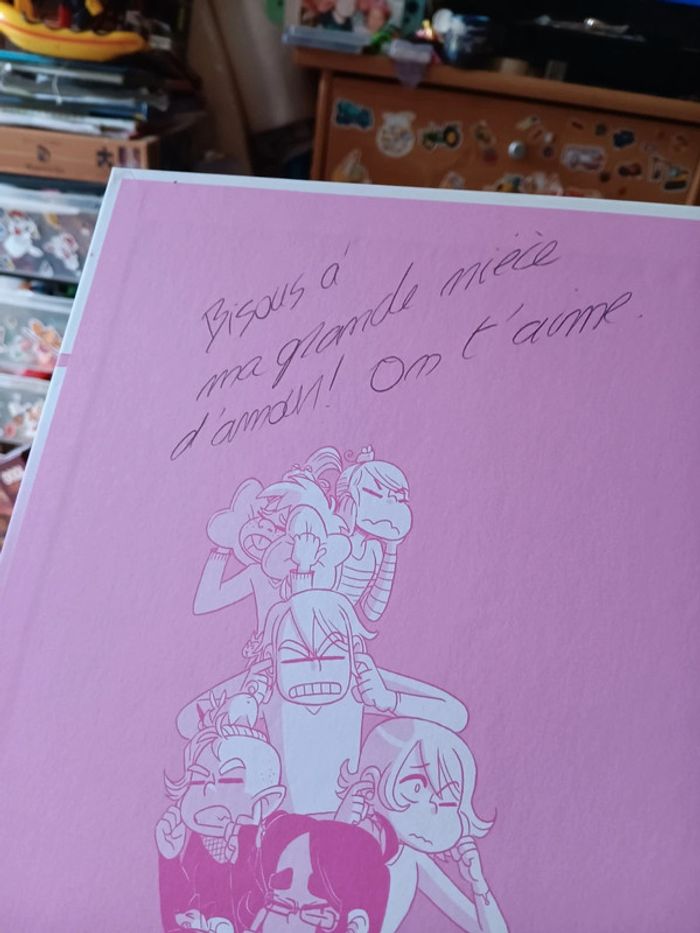 Bisous à
ma grande nièce
d'amour! On t'aime.